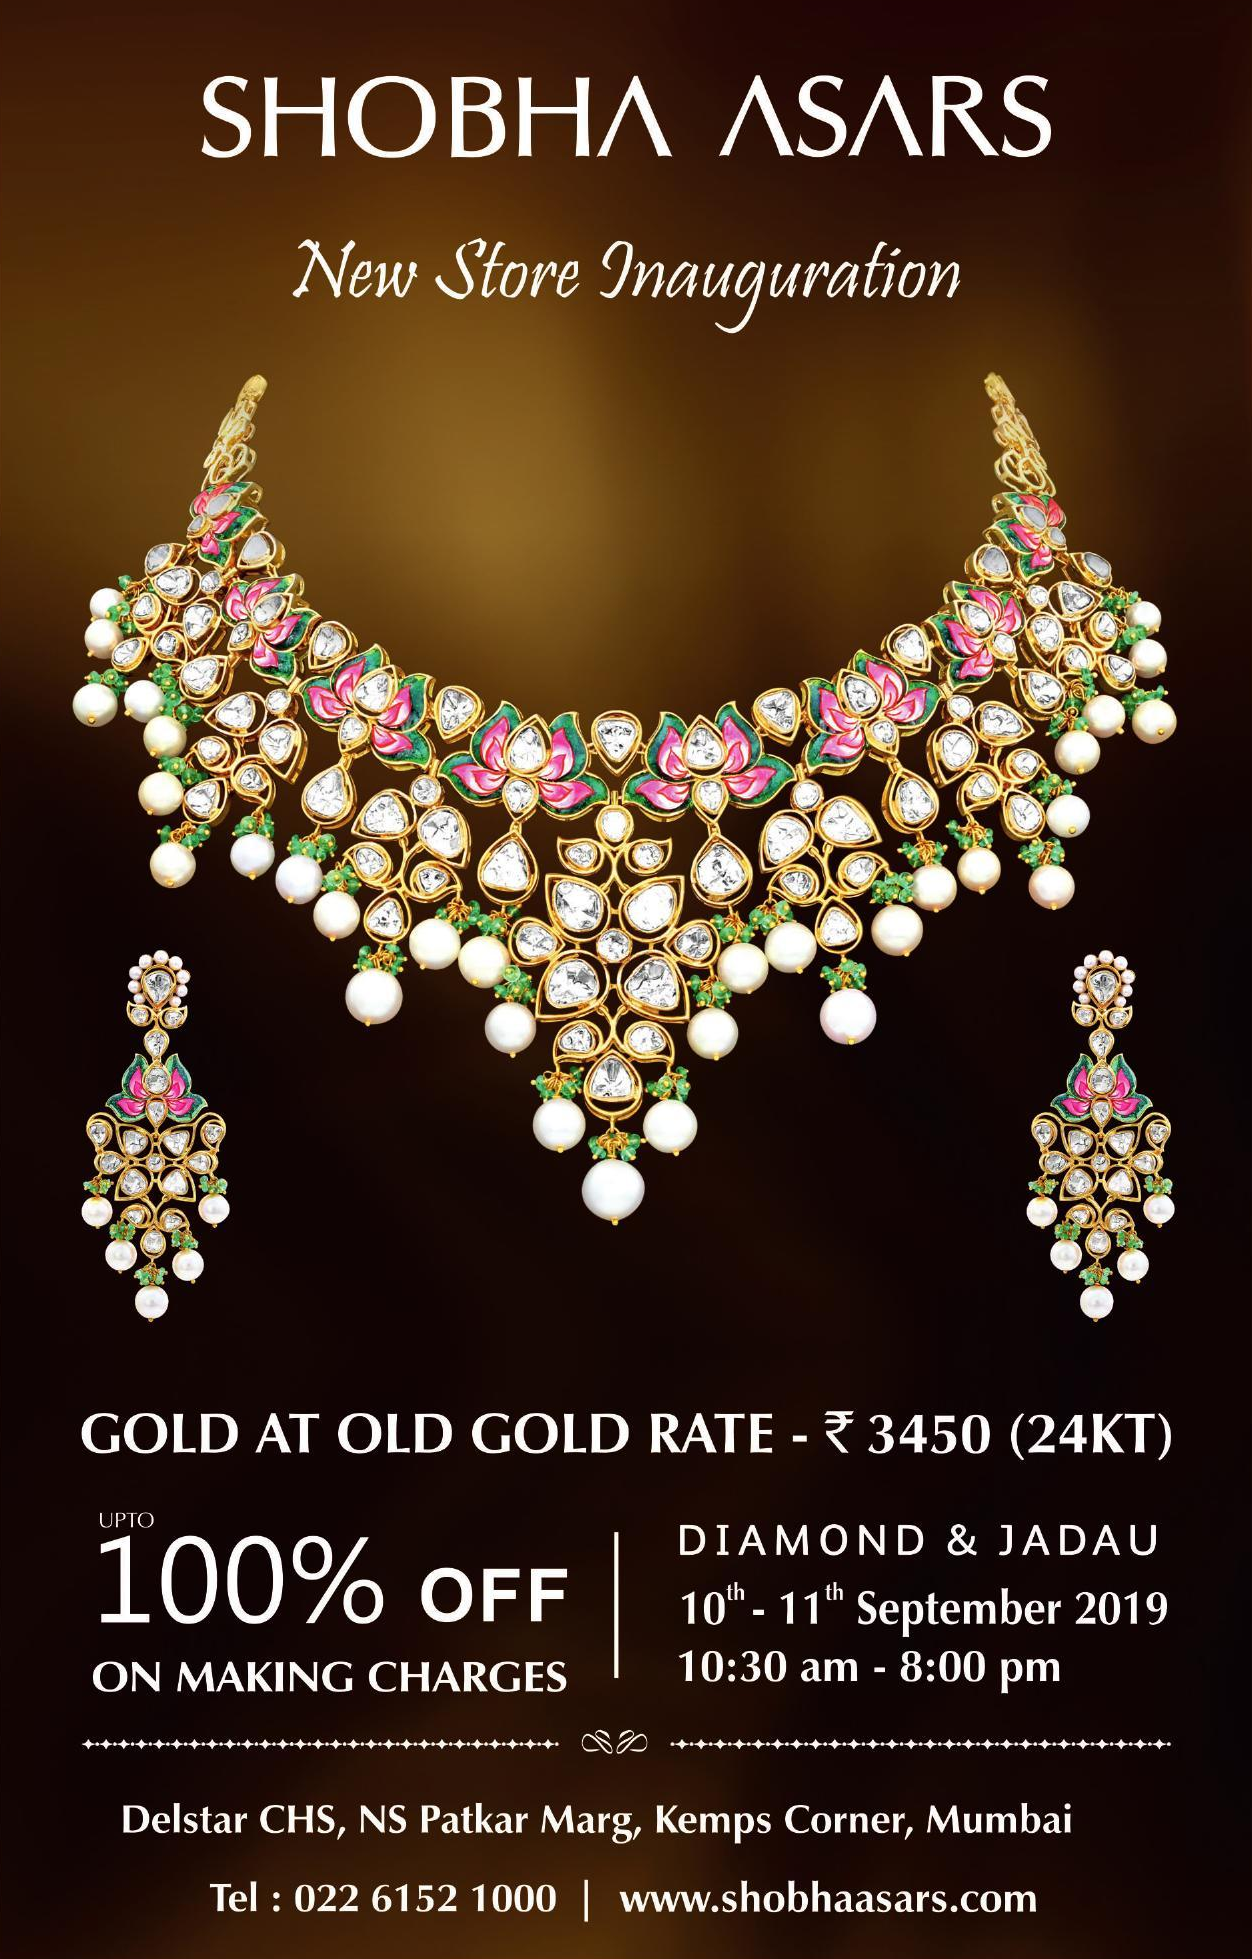 SHOBHA ASARS
New Store Inauguration
GOLD AT OLD GOLD RATE - ₹ 3450 (24KT)
UPTO
100% OFF
ON MAKING CHARGES
DIAMOND & JADAU
10th - 11th September 2019
10:30 am - 8:00 pm
Delstar CHS, NS Patkar Marg, Kemps Corner, Mumbai
Tel : 022 6152 1000 | www.shobhaasars.com